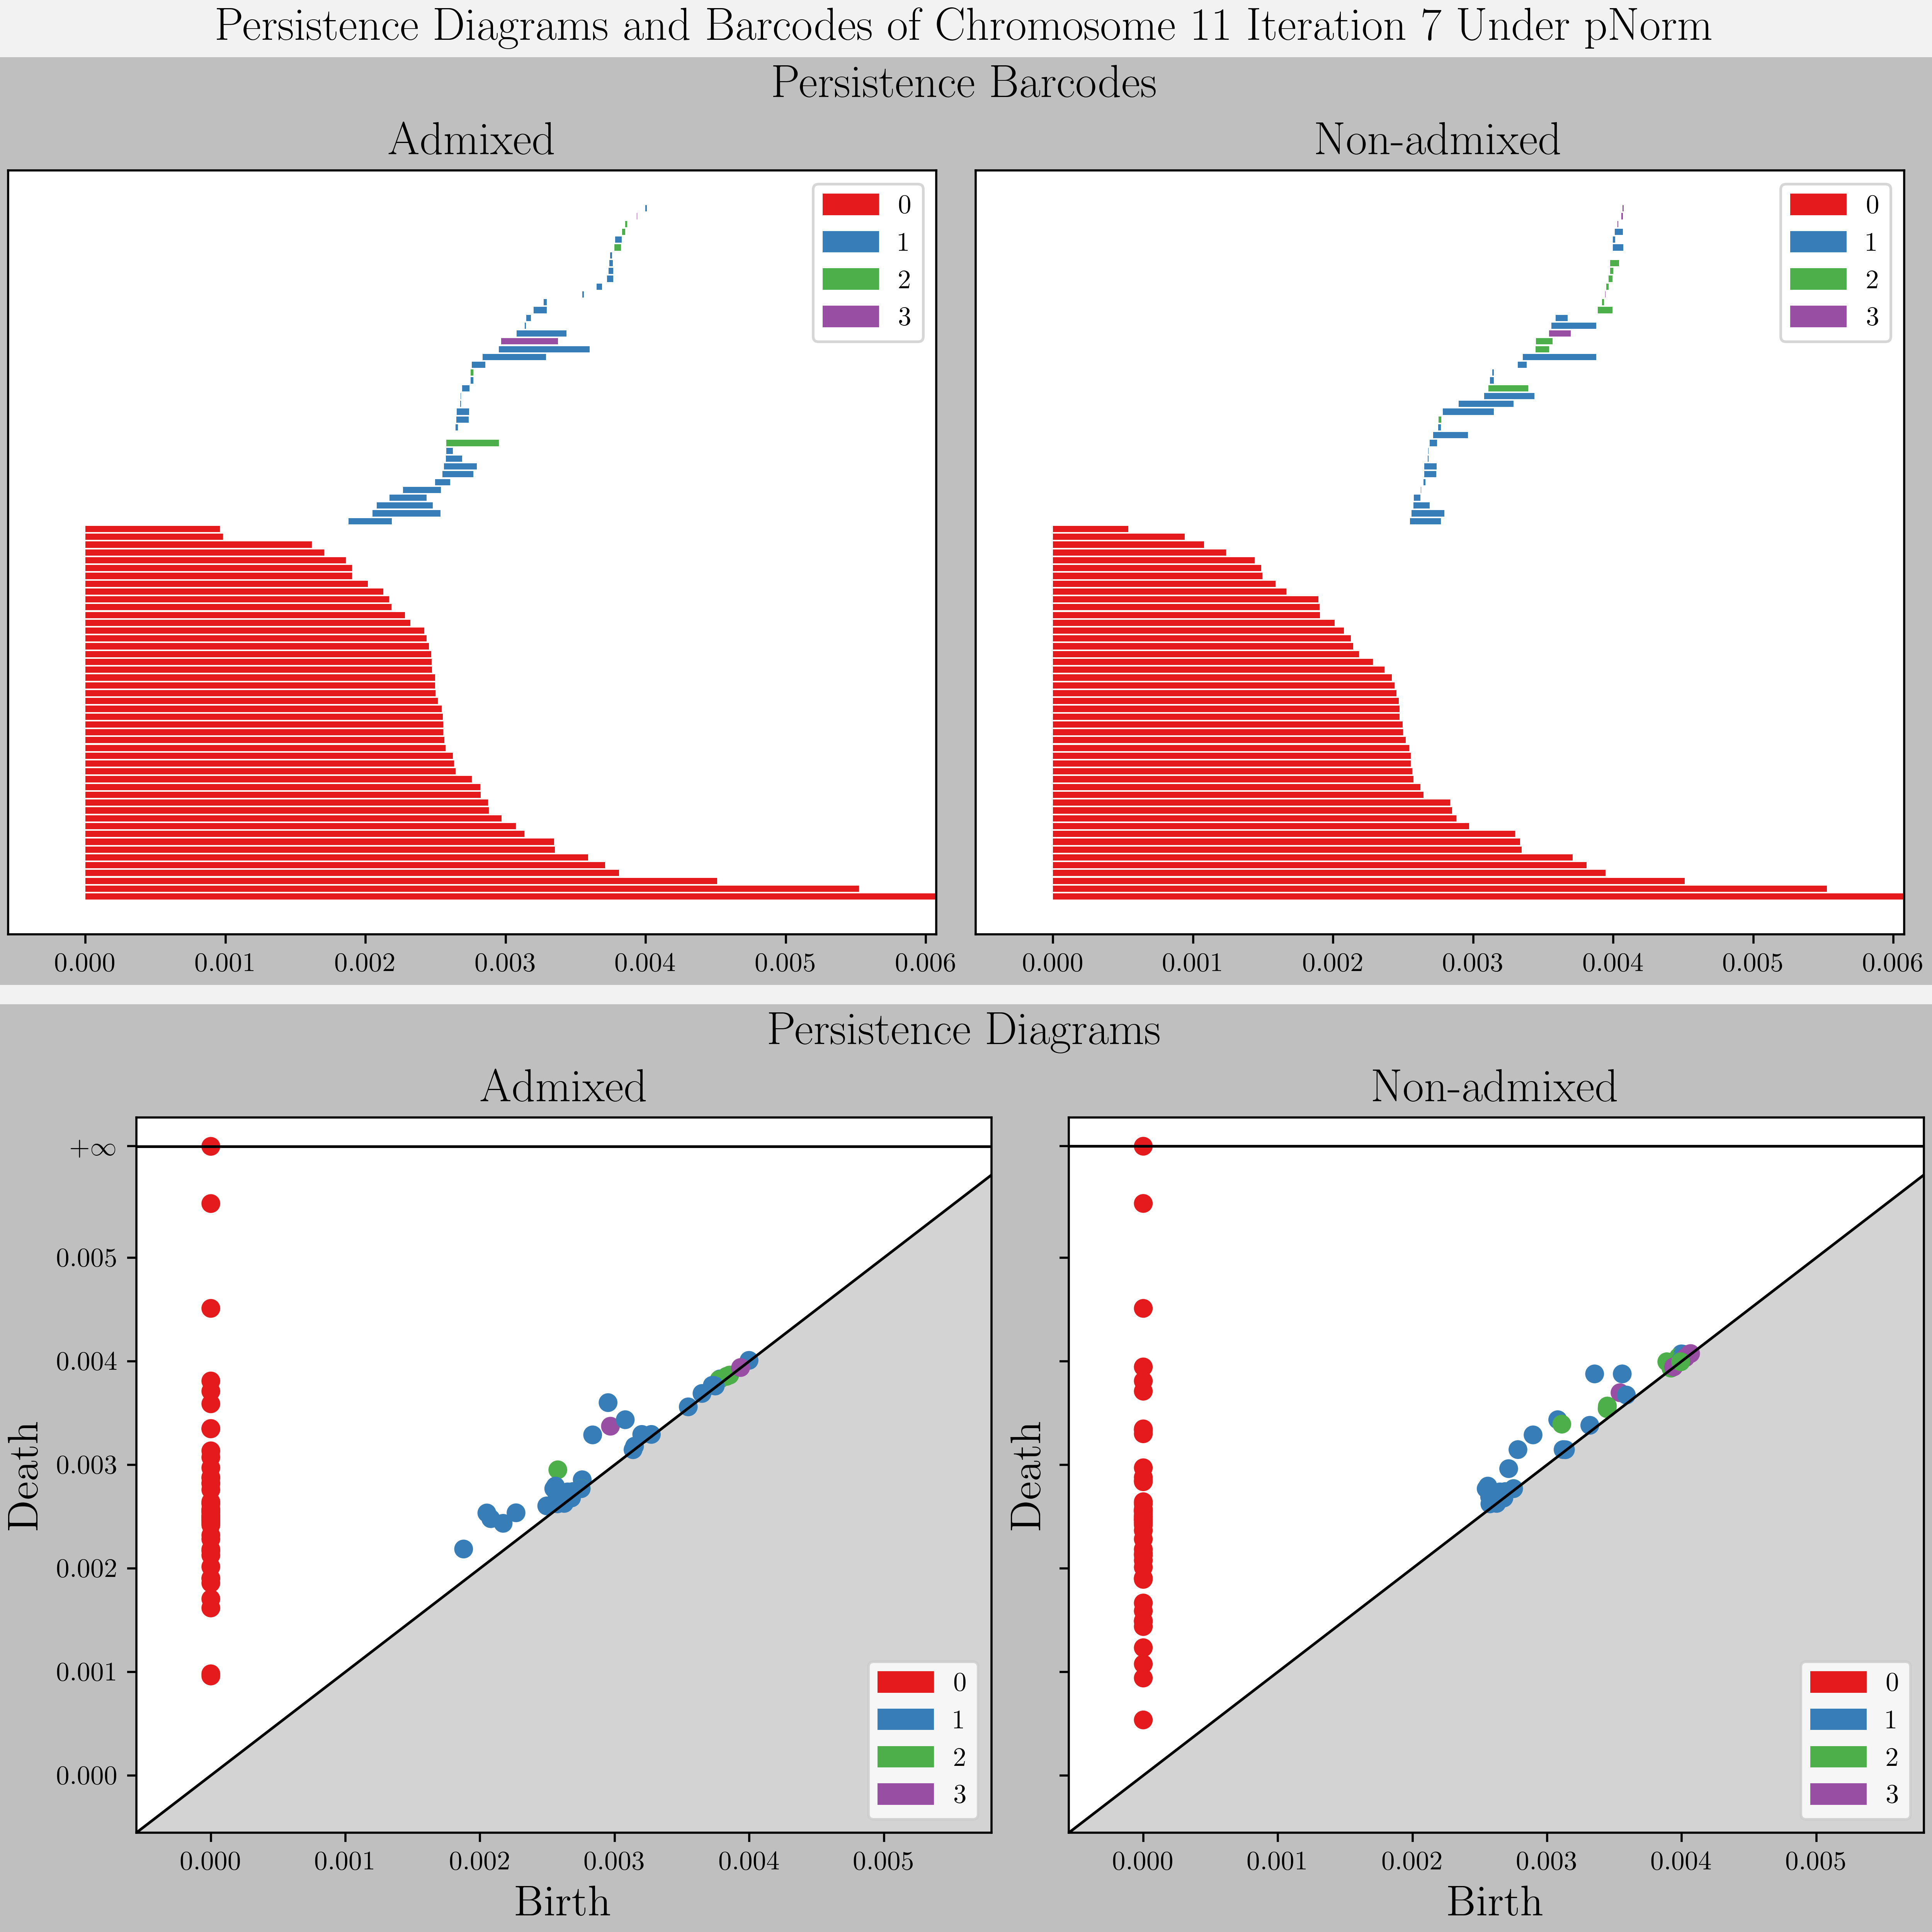 Persistence Diagrams and Barcodes of Chromosome 11 Iteration 7 Under pNorm
Persistence Barcodes
Admixed
Non-admixed
0
1
2
3
0
1
2
3
0.000 0.001 0.002 0.003 0.004 0.005 0.006
0.000 0.001 0.002 0.003 0.004 0.005 0.006
Persistence Diagrams
Admixed
Non-admixed
+∞
0.005
0.004
0.003
0.002
0.001
0.000
Death
Death
0
1
2
3
0
1
2
3
0.000 0.001 0.002 0.003 0.004 0.005
0.000 0.001 0.002 0.003 0.004 0.005
Birth
Birth